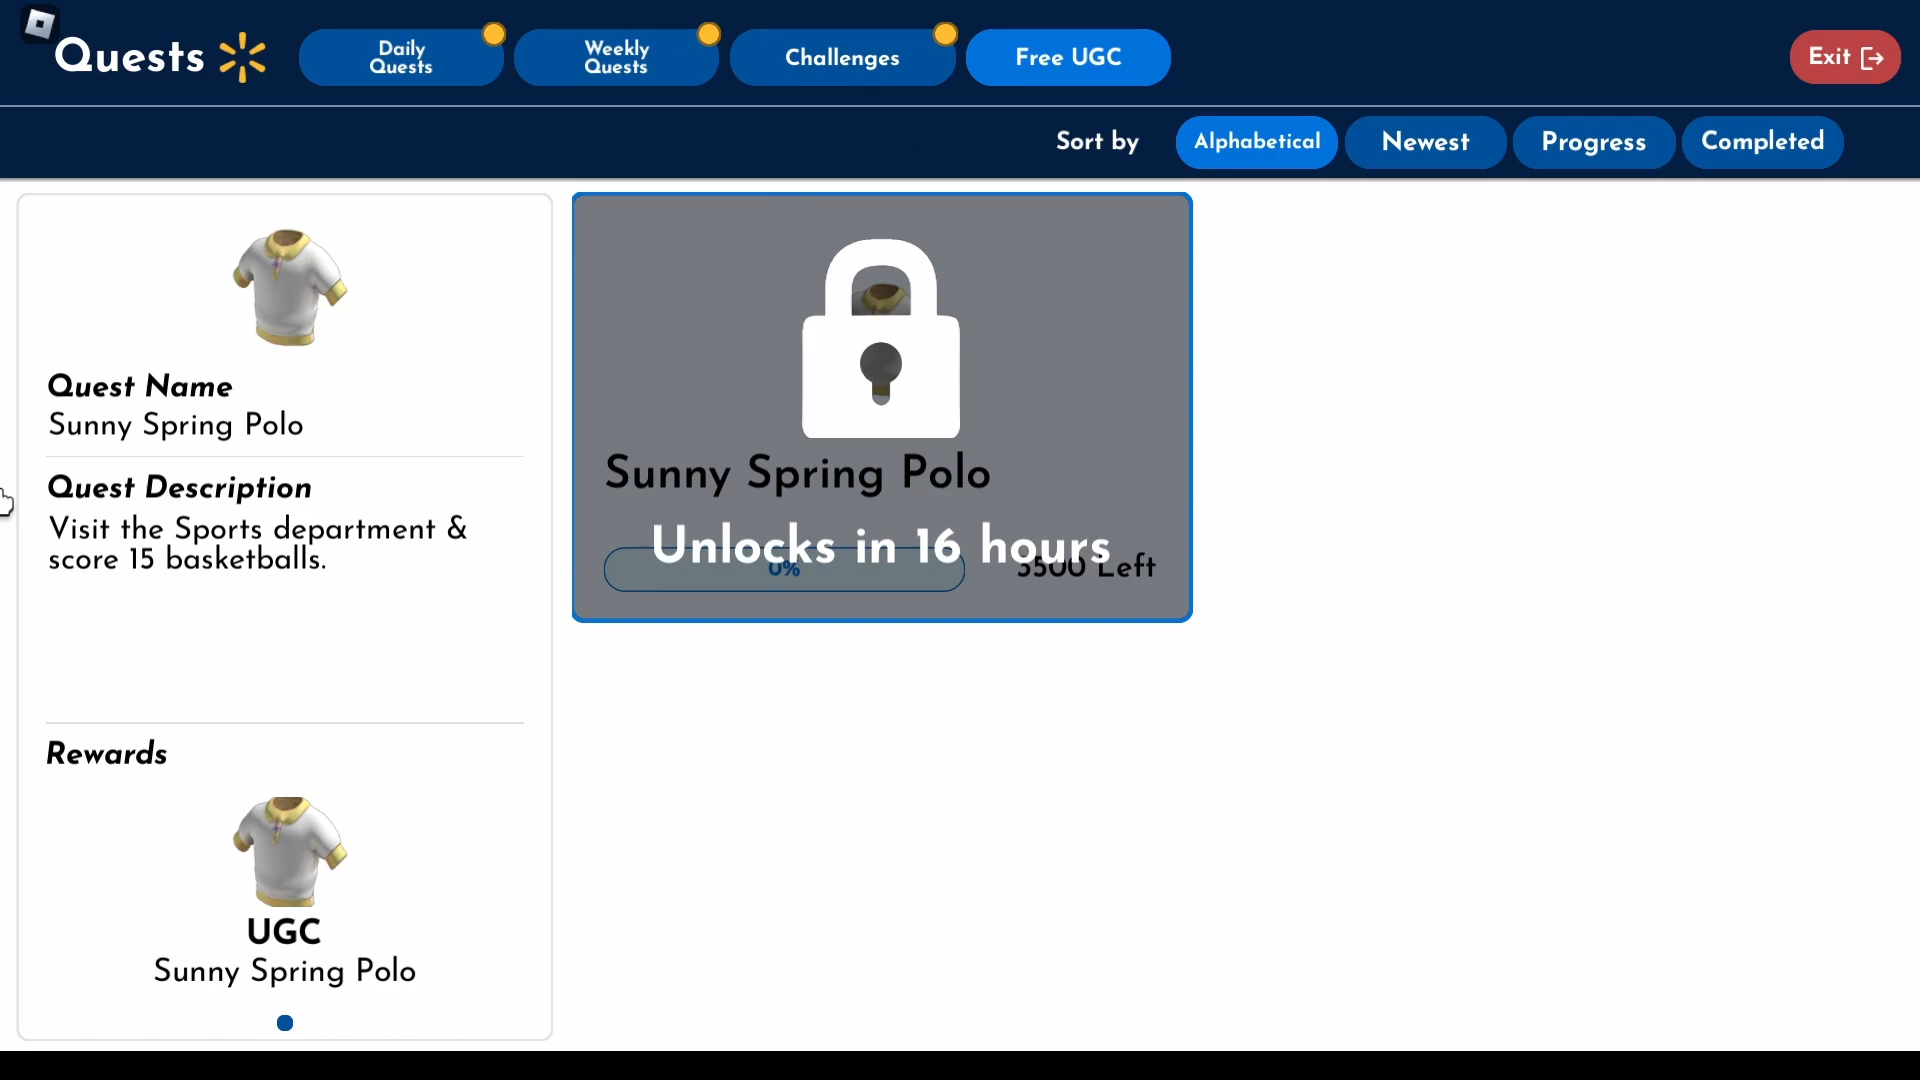 Quests
Daily
Quests
Weekly
Quests
Challenges
Free UGC
Exit
Sort by
Alphabetical
Newest
Progress
Completed
Quest Name
Sunny Spring Polo
Quest Description
Visit the Sports department &
score 15 basketballs.
Rewards
UGC
Sunny Spring Polo
Sunny Spring Polo
Unlocks in 16 hours
0%
3500 Left